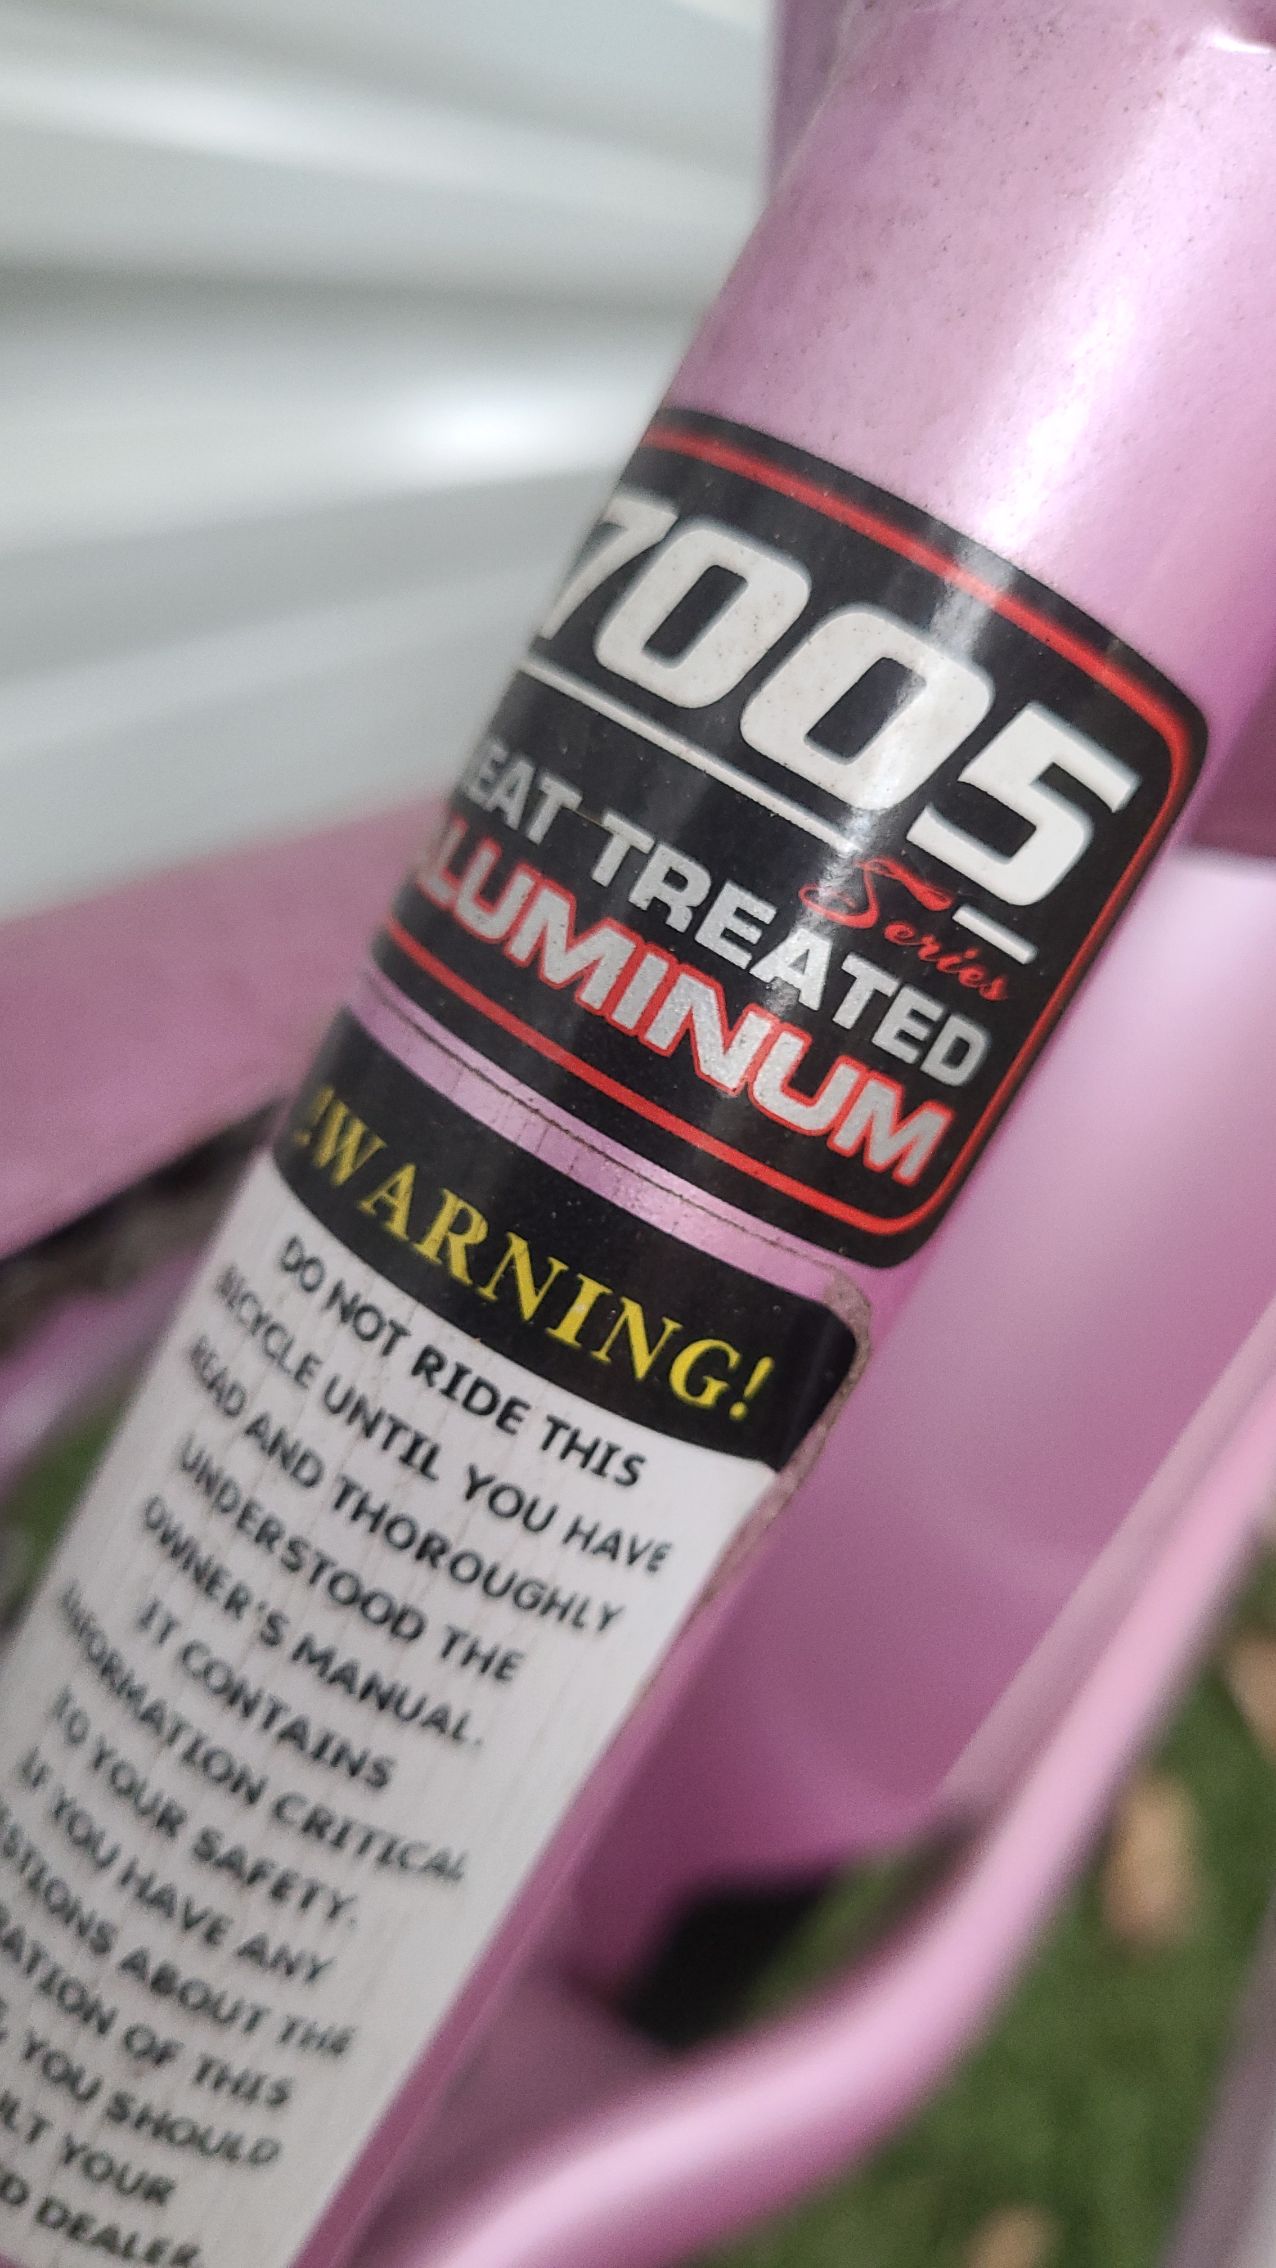 7005
Series
HEAT TREATED
ALUMINUM
!WARNING!
DO NOT RIDE THIS
BICYCLE UNTIL YOU HAVE
READ AND THOROUGHLY
UNDERSTOOD THE
OWNER'S MANUAL.
IT CONTAINS
INFORMATION CRITICAL
TO YOUR SAFETY.
IF YOU HAVE ANY
ABOUT THE
OF THIS
YOU SHOULD
YOUR
DEALER.